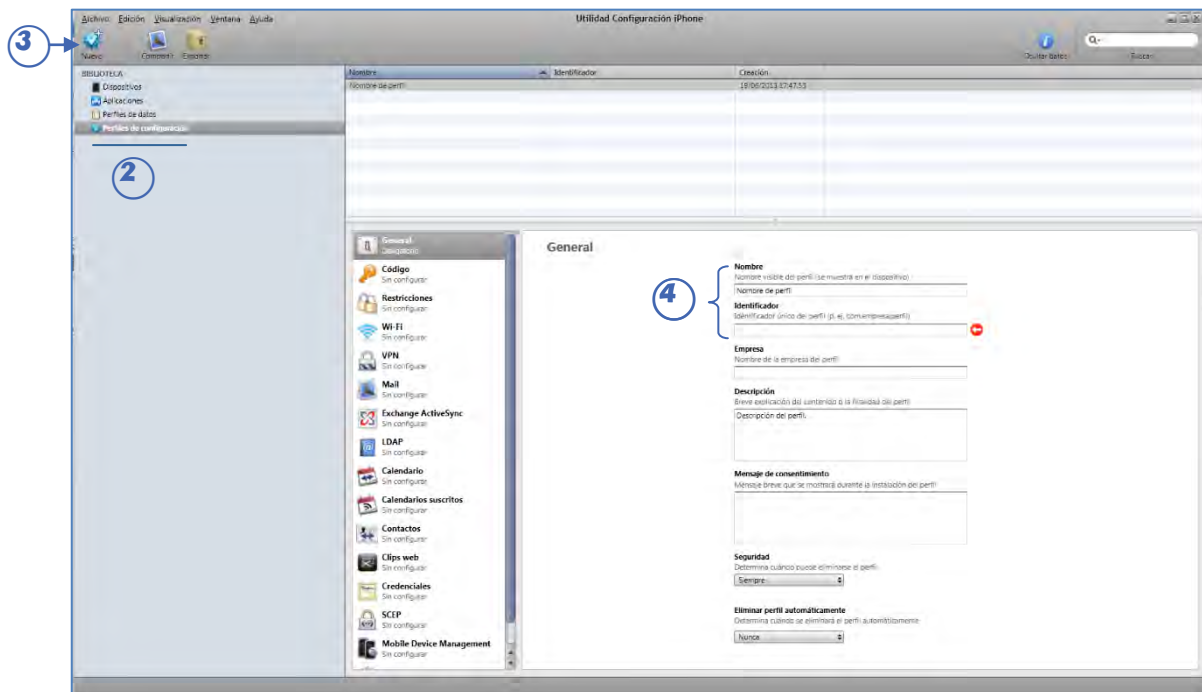 Archivo Edición Visualización Ventana Ayuda
Utilidad Configuración iPhone
3
Nuevo Compartir Exportar
Ocultar datos
Buscar
BIBLIOTECA
Dispositivos
Aplicaciones
Perfiles de datos
Perfiles de configuración
2
Nombre Identificador Creación
Nombre de perfil
General
Obligatorio
Código
Sin configurar
Restricciones
Sin configurar
Wi-Fi
Sin configurar
VPN
Sin configurar
Mail
Sin configurar
Exchange ActiveSync
Sin configurar
LDAP
Sin configurar
Calendario
Sin configurar
Calendarios suscritos
Sin configurar
Contactos
Sin configurar
Clips web
Sin configurar
Credenciales
Sin configurar
SCEP
Sin configurar
Mobile Device Management
Sin configurar
General
4
Nombre
Nombre visible del perfil (se muestra en el dispositivo)
Nombre de perfil
Identificador
Identificador único del perfil (p. ej. com.empresa.perfil)
Empresa
Nombre de la empresa del perfil
Descripción
Breve explicación del contenido o la finalidad del perfil
Descripción del perfil.
Mensaje de consentimiento
Mensaje breve que se mostrará durante la instalación del perfil
Seguridad
Determina cuándo puede eliminarse el perfil
Siempre
Eliminar perfil automáticamente
Determina cuándo se eliminará el perfil automáticamente
Nunca